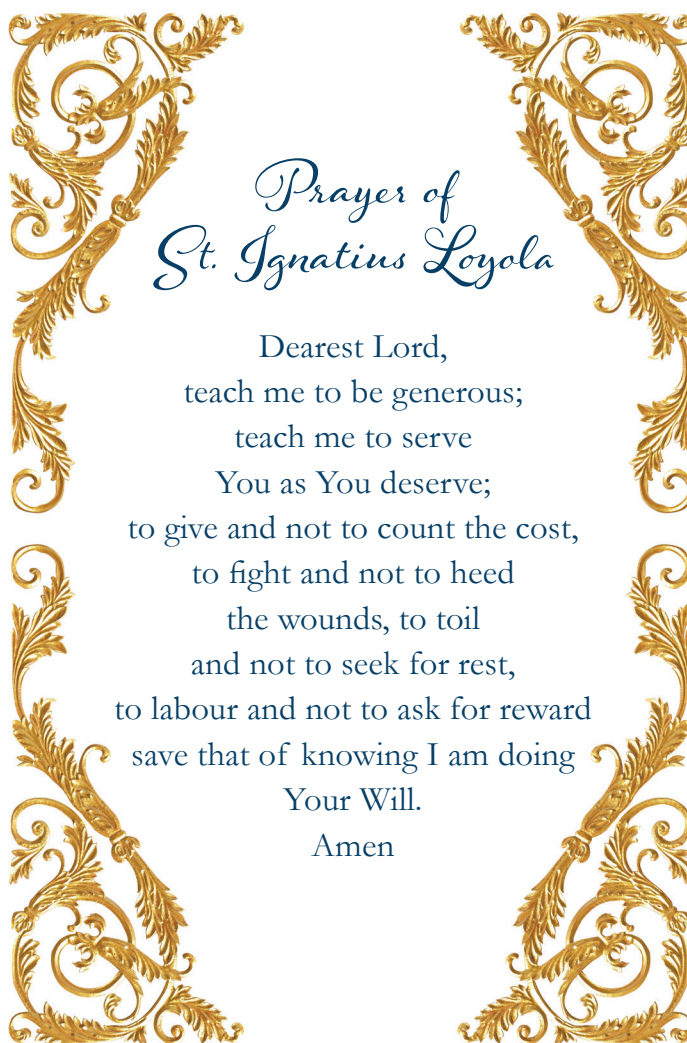 Prayer of
St. Ignatius Loyola
Dearest Lord,
teach me to be generous;
teach me to serve
You as You deserve;
to give and not to count the cost,
to fight and not to heed
the wounds, to toil
and not to seek for rest,
to labour and not to ask for reward
save that of knowing I am doing
Your Will.
Amen